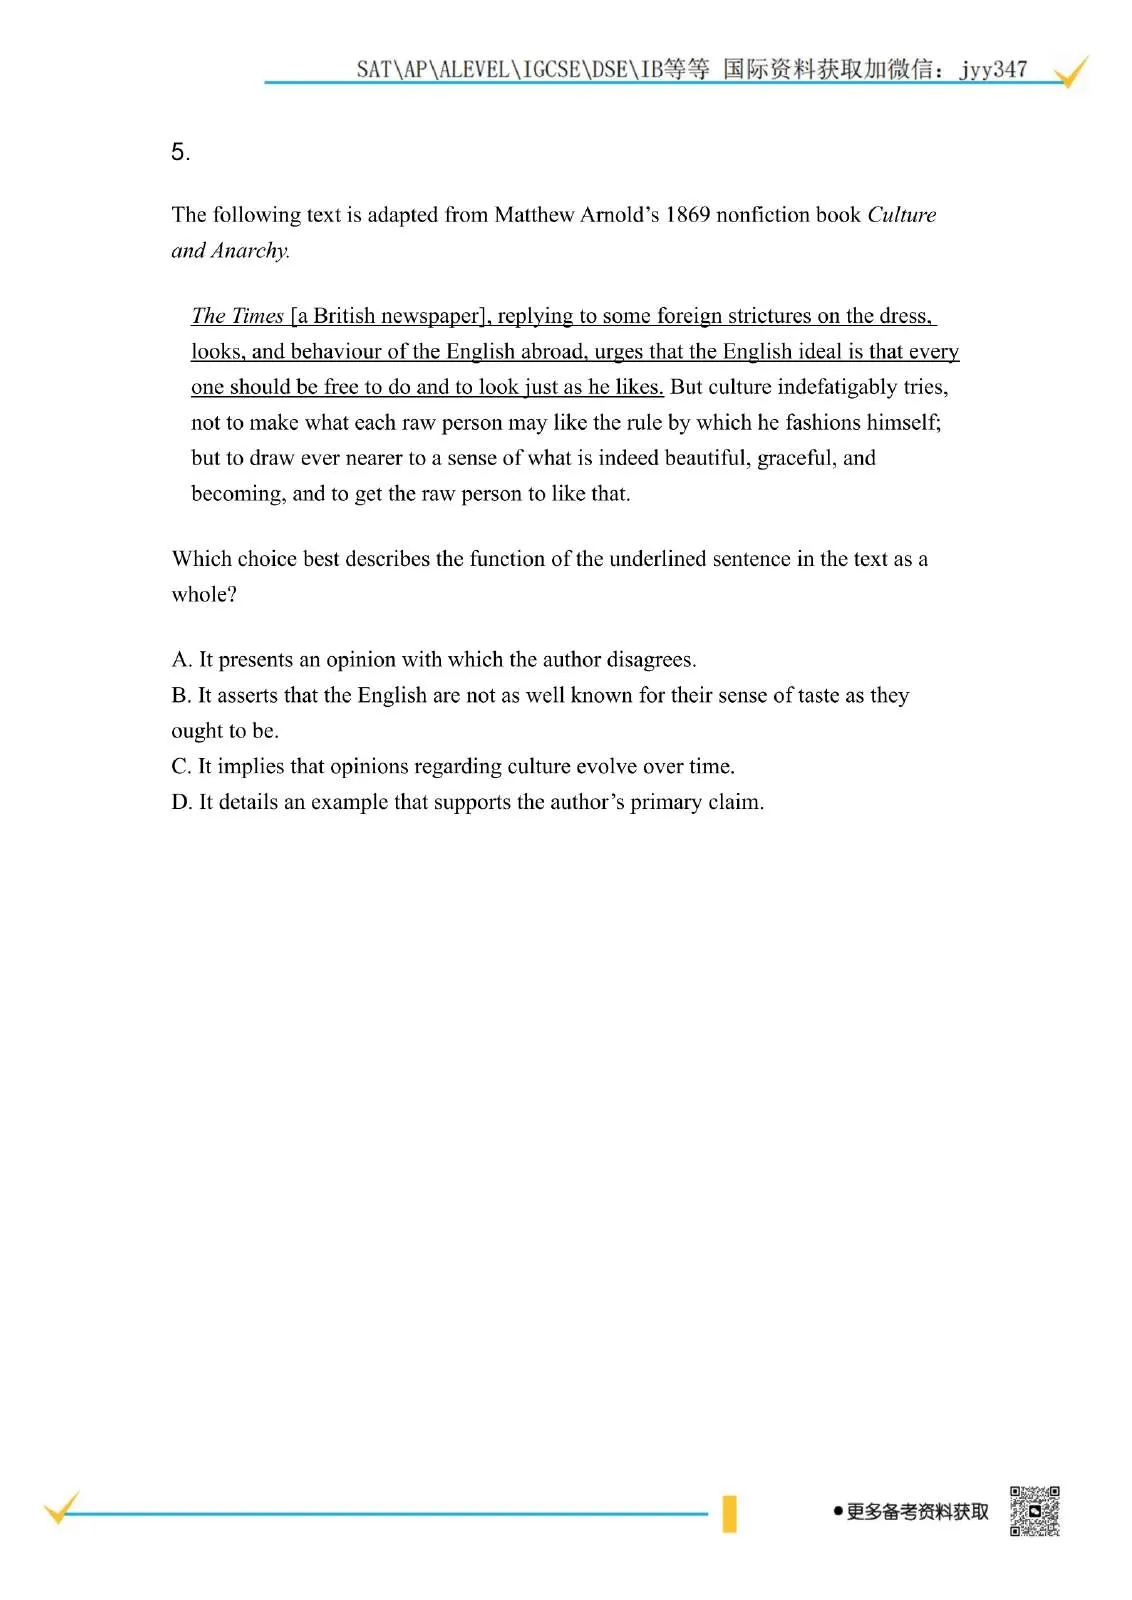 SAT\AP\ALEVEL\IGCSE\DSE\IB等等 国际资料获取加微信：jyy347
5.
The following text is adapted from Matthew Arnold’s 1869 nonfiction book Culture
and Anarchy.
The Times [a British newspaper], replying to some foreign strictures on the dress,
looks, and behaviour of the English abroad, urges that the English ideal is that every
one should be free to do and to look just as he likes. But culture indefatigably tries,
not to make what each raw person may like the rule by which he fashions himself;
but to draw ever nearer to a sense of what is indeed beautiful, graceful, and
becoming, and to get the raw person to like that.
Which choice best describes the function of the underlined sentence in the text as a
whole?
A. It presents an opinion with which the author disagrees.
B. It asserts that the English are not as well known for their sense of taste as they
ought to be.
C. It implies that opinions regarding culture evolve over time.
D. It details an example that supports the author’s primary claim.
●更多备考资料获取